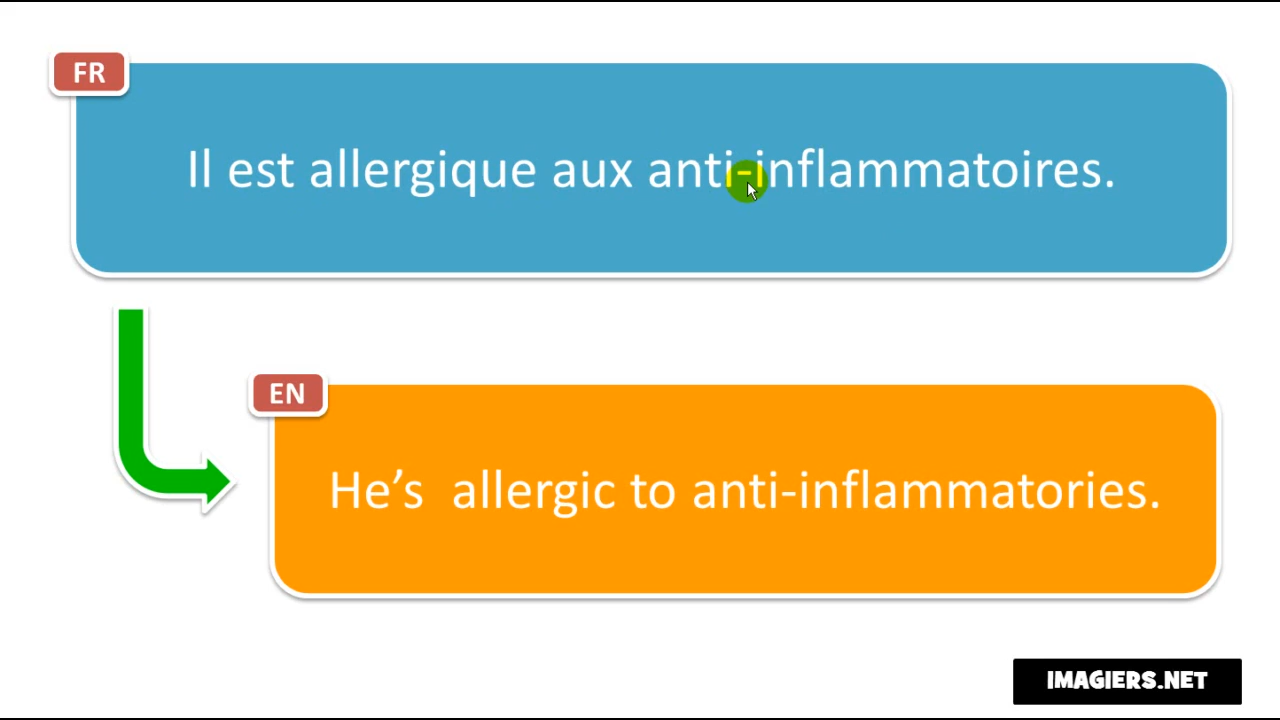 FR
Il est allergique aux anti-inflammatoires.
EN
He’s  allergic to anti-inflammatories.
IMAGIERS.NET